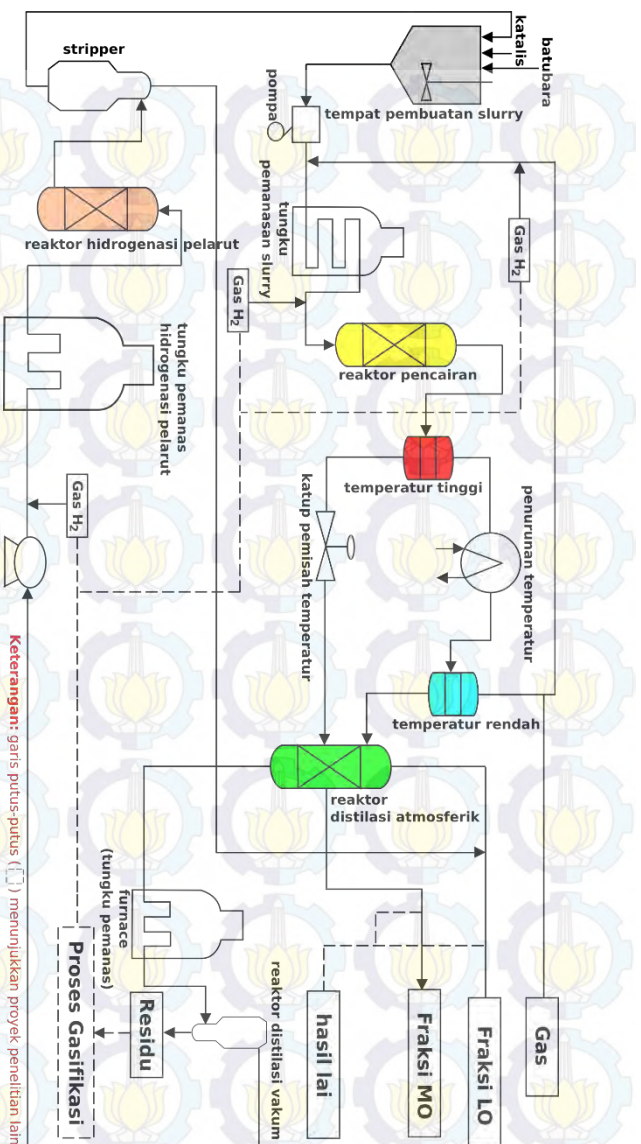 stripper
katalis
batubara
tempat pembuatan slurry
pompa
tungku
pemanasan slurry
Gas H₂
reaktor hidrogenasi pelarut
Gas H₂
reaktor pencairan
tungku pemanas
hidrogenasi pelarut
temperatur tinggi
penurunan temperatur
Gas H₂
katup pemisah temperatur
temperatur rendah
reaktor
distilasi atmosferik
Keterangan: garis putus-putus ( ) menunjukkan proyek penelitian lain
furnace
(tungku pemanas)
reaktor distilasi vakum
Proses Gasifikasi
Residu
hasil lai
Fraksi MO
Fraksi LO
Gas